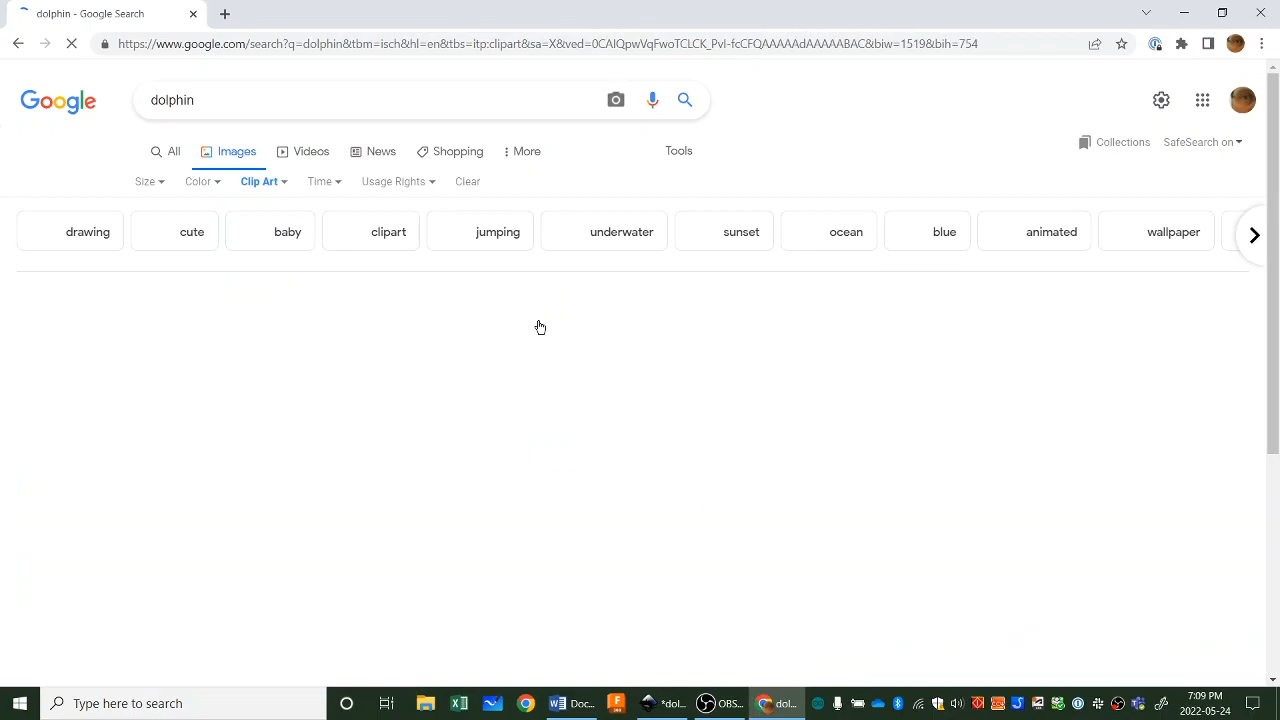 dolphin - Google Search
https://www.google.com/search?q=dolphin&tbm=isch&hl=en&tbs=itp:clipart&sa=X&ved=0CAIQpwVqFwoTCLCK_PvI-fcCFQAAAAAdAAAAABAC&biw=1519&bih=754
Google
dolphin
All Images Videos News Shopping More Tools
Collections SafeSearch on
Size Color Clip Art Time Usage Rights Clear
drawing cute baby clipart jumping underwater sunset ocean blue animated wallpaper
Type here to search
Doc... *dol... OBS... dol...
7:09 PM
2022-05-24